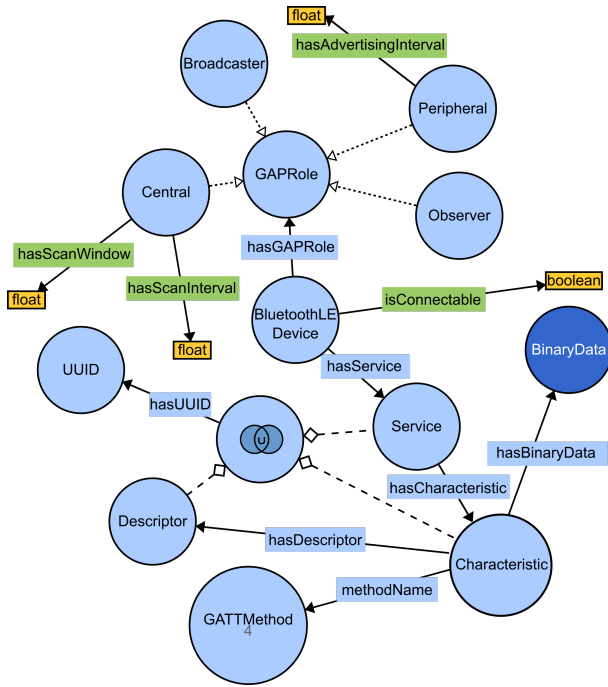 float
hasAdvertisingInterval
Broadcaster
Peripheral
GAPRole
Central
Observer
hasGAPRole
hasScanWindow
boolean
hasScanInterval
float
isConnectable
BluetoothLE
Device
float
BinaryData
hasService
UUID
hasUUID
Service
U
hasBinaryData
hasCharacteristic
Descriptor
hasDescriptor
Characteristic
methodName
GATTMethod
4